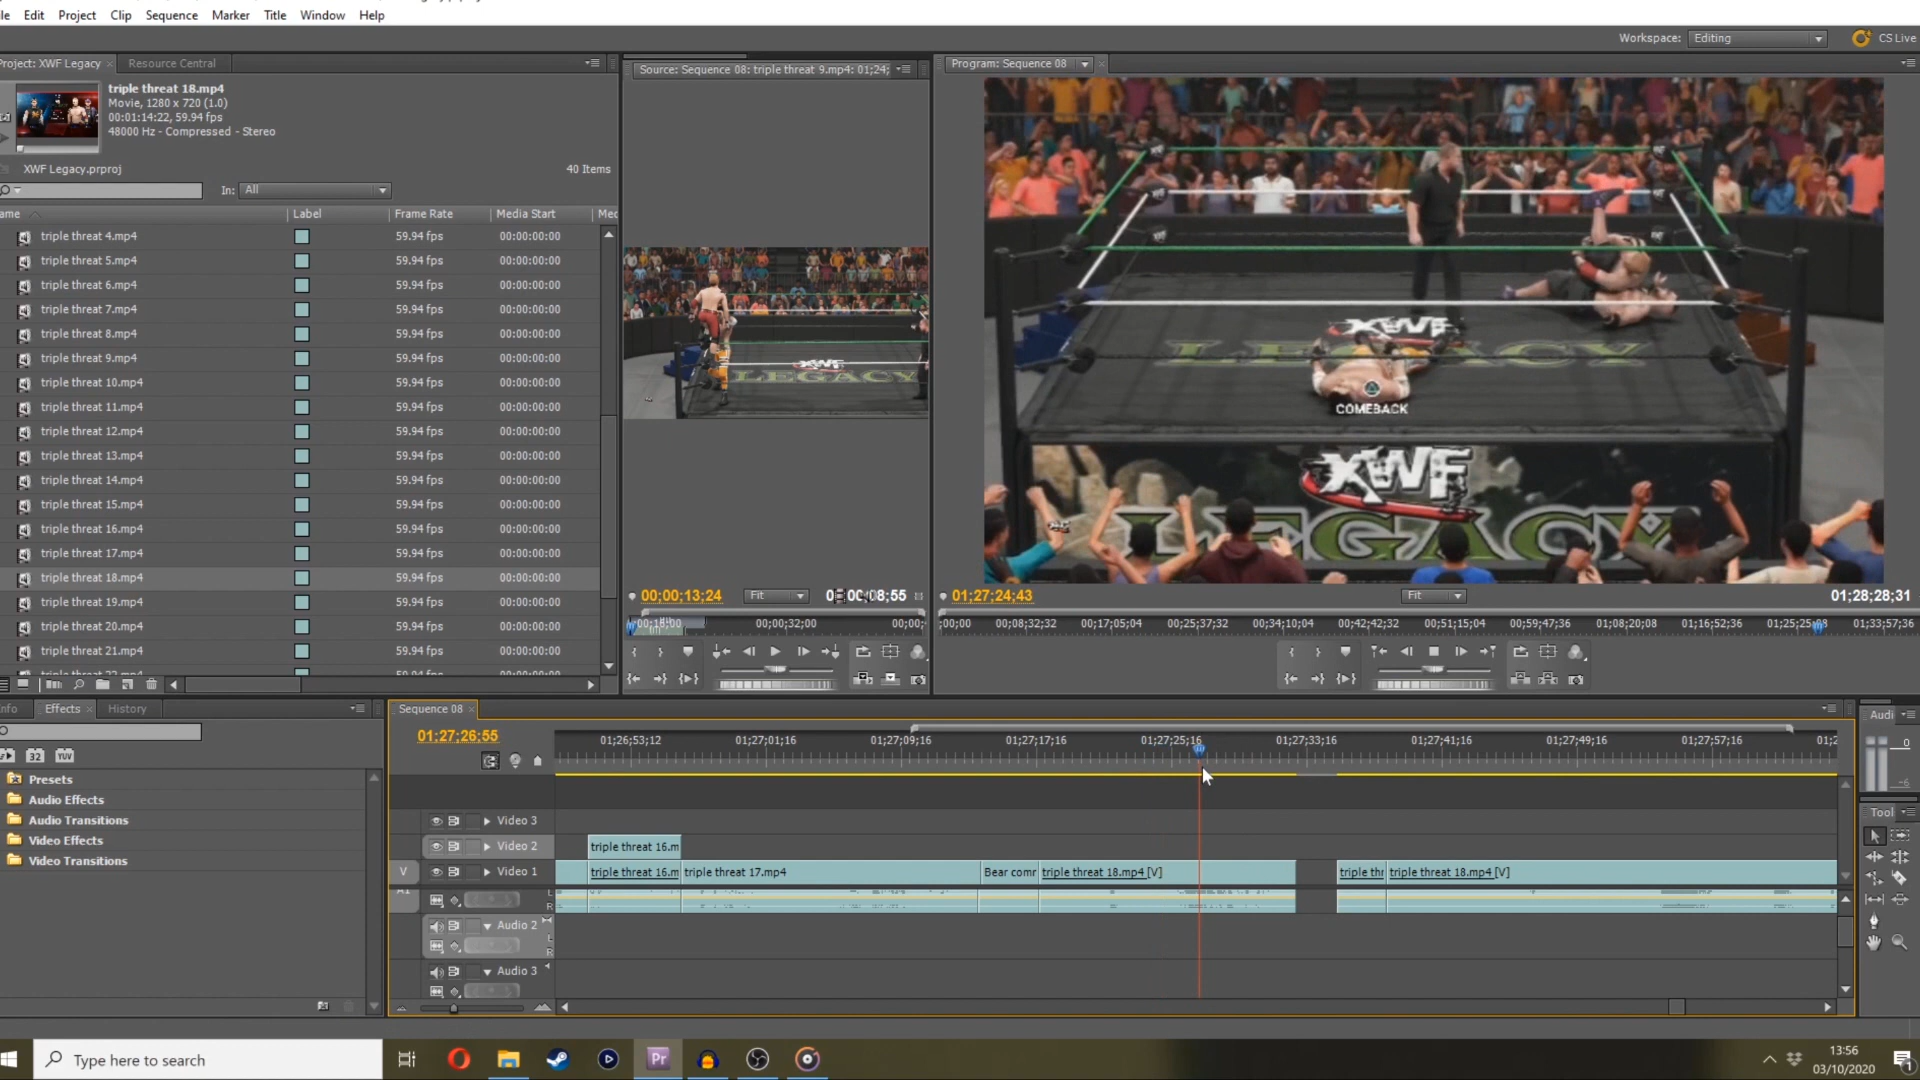 Edit Project Clip Sequence Marker Title Window Help
Workspace: Editing CS Live
Project: XWF Legacy Resource Central
triple threat 18.mp4
Movie, 1280 x 720 (1.0)
00:01:14:22, 59.94 fps
48000 Hz - Compressed - Stereo
XWF Legacy.prproj 40 Items
In: All
Label Frame Rate Media Start
triple threat 4.mp4 59.94 fps 00:00:00:00
triple threat 5.mp4 59.94 fps 00:00:00:00
triple threat 6.mp4 59.94 fps 00:00:00:00
triple threat 7.mp4 59.94 fps 00:00:00:00
triple threat 8.mp4 59.94 fps 00:00:00:00
triple threat 9.mp4 59.94 fps 00:00:00:00
triple threat 10.mp4 59.94 fps 00:00:00:00
triple threat 11.mp4 59.94 fps 00:00:00:00
triple threat 12.mp4 59.94 fps 00:00:00:00
triple threat 13.mp4 59.94 fps 00:00:00:00
triple threat 14.mp4 59.94 fps 00:00:00:00
triple threat 15.mp4 59.94 fps 00:00:00:00
triple threat 16.mp4 59.94 fps 00:00:00:00
triple threat 17.mp4 59.94 fps 00:00:00:00
triple threat 18.mp4 59.94 fps 00:00:00:00
triple threat 19.mp4 59.94 fps 00:00:00:00
triple threat 20.mp4 59.94 fps 00:00:00:00
triple threat 21.mp4 59.94 fps 00:00:00:00
Source: Sequence 08: triple threat 9.mp4: 01;24;
XWF
LEGACY
00;00;13;24 Fit
00;00;32;00 00;00;
Program: Sequence 08
XWF
LEGACY
COMEBACK
XWF
LEGACY
01;27;24;43 Fit 01;28;28;31
;00;00 00;08;32;32 00;17;05;04 00;25;37;32 00;34;10;04 00;42;42;32 00;51;15;04 00;59;47;36 01;08;20;08 01;16;52;36 01;33;57;36
Effects History
32 YUV
Presets
Audio Effects
Audio Transitions
Video Effects
Video Transitions
Sequence 08
01;27;26;55
01;26;53;12 01;27;01;16 01;27;09;16 01;27;17;16 01;27;25;16 01;27;33;16 01;27;41;16 01;27;49;16 01;27;57;16 01;2
Video 3
Video 2 triple threat 16.m
V Video 1 triple threat 16.m triple threat 17.mp4 Bear comr triple threat 18.mp4 [V] triple thr triple threat 18.mp4 [V]
L
R
Audio 2
L
R
Audio 3
Audi
0
-6
Tool
Type here to search
Pr
13:56
03/10/2020
1